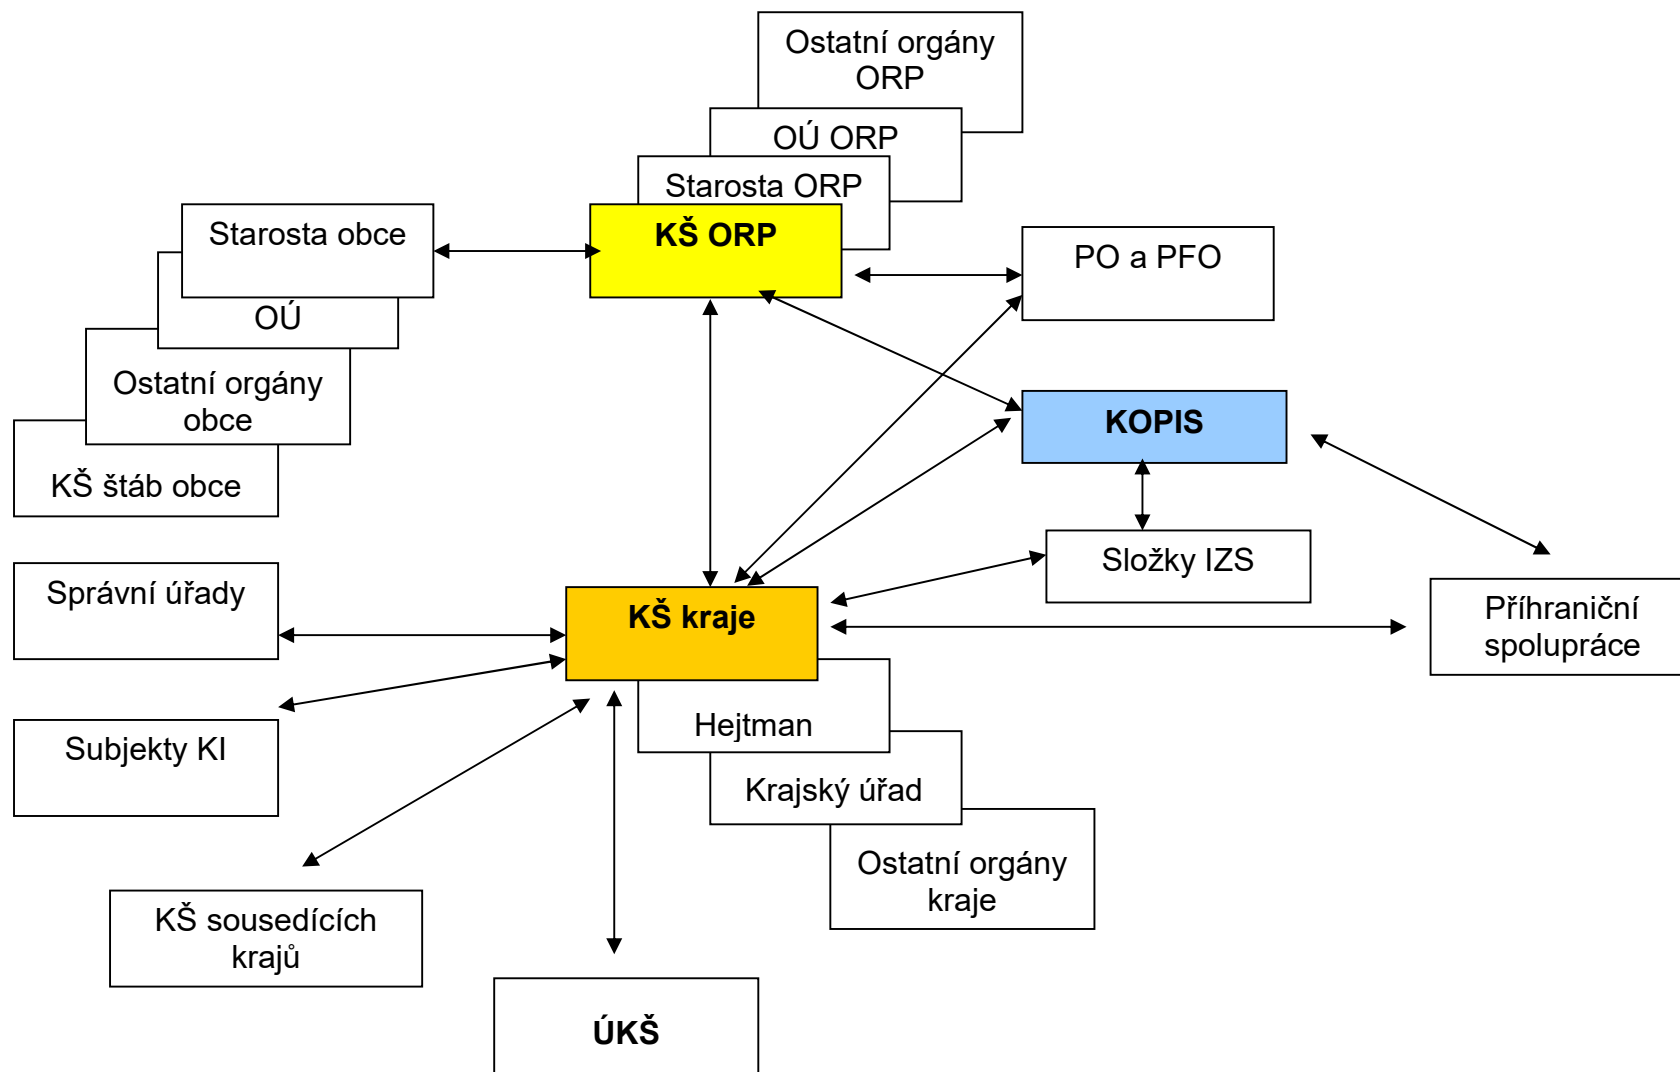 Ostatní orgány
ORP
OÚ ORP
Starosta ORP
KŠ ORP
Starosta obce
OÚ
Ostatní orgány
obce
KŠ štáb obce
PO a PFO
KOPIS
Složky IZS
Příhraniční
spolupráce
Správní úřady
KŠ kraje
Subjekty KI
Hejtman
Krajský úřad
Ostatní orgány
kraje
KŠ sousedících
krajů
ÚKŠ